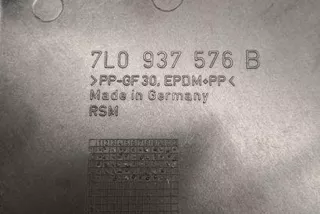 7L0 937 576 B
>PP-GF30, EPDM+PP<
Made in Germany
RSM